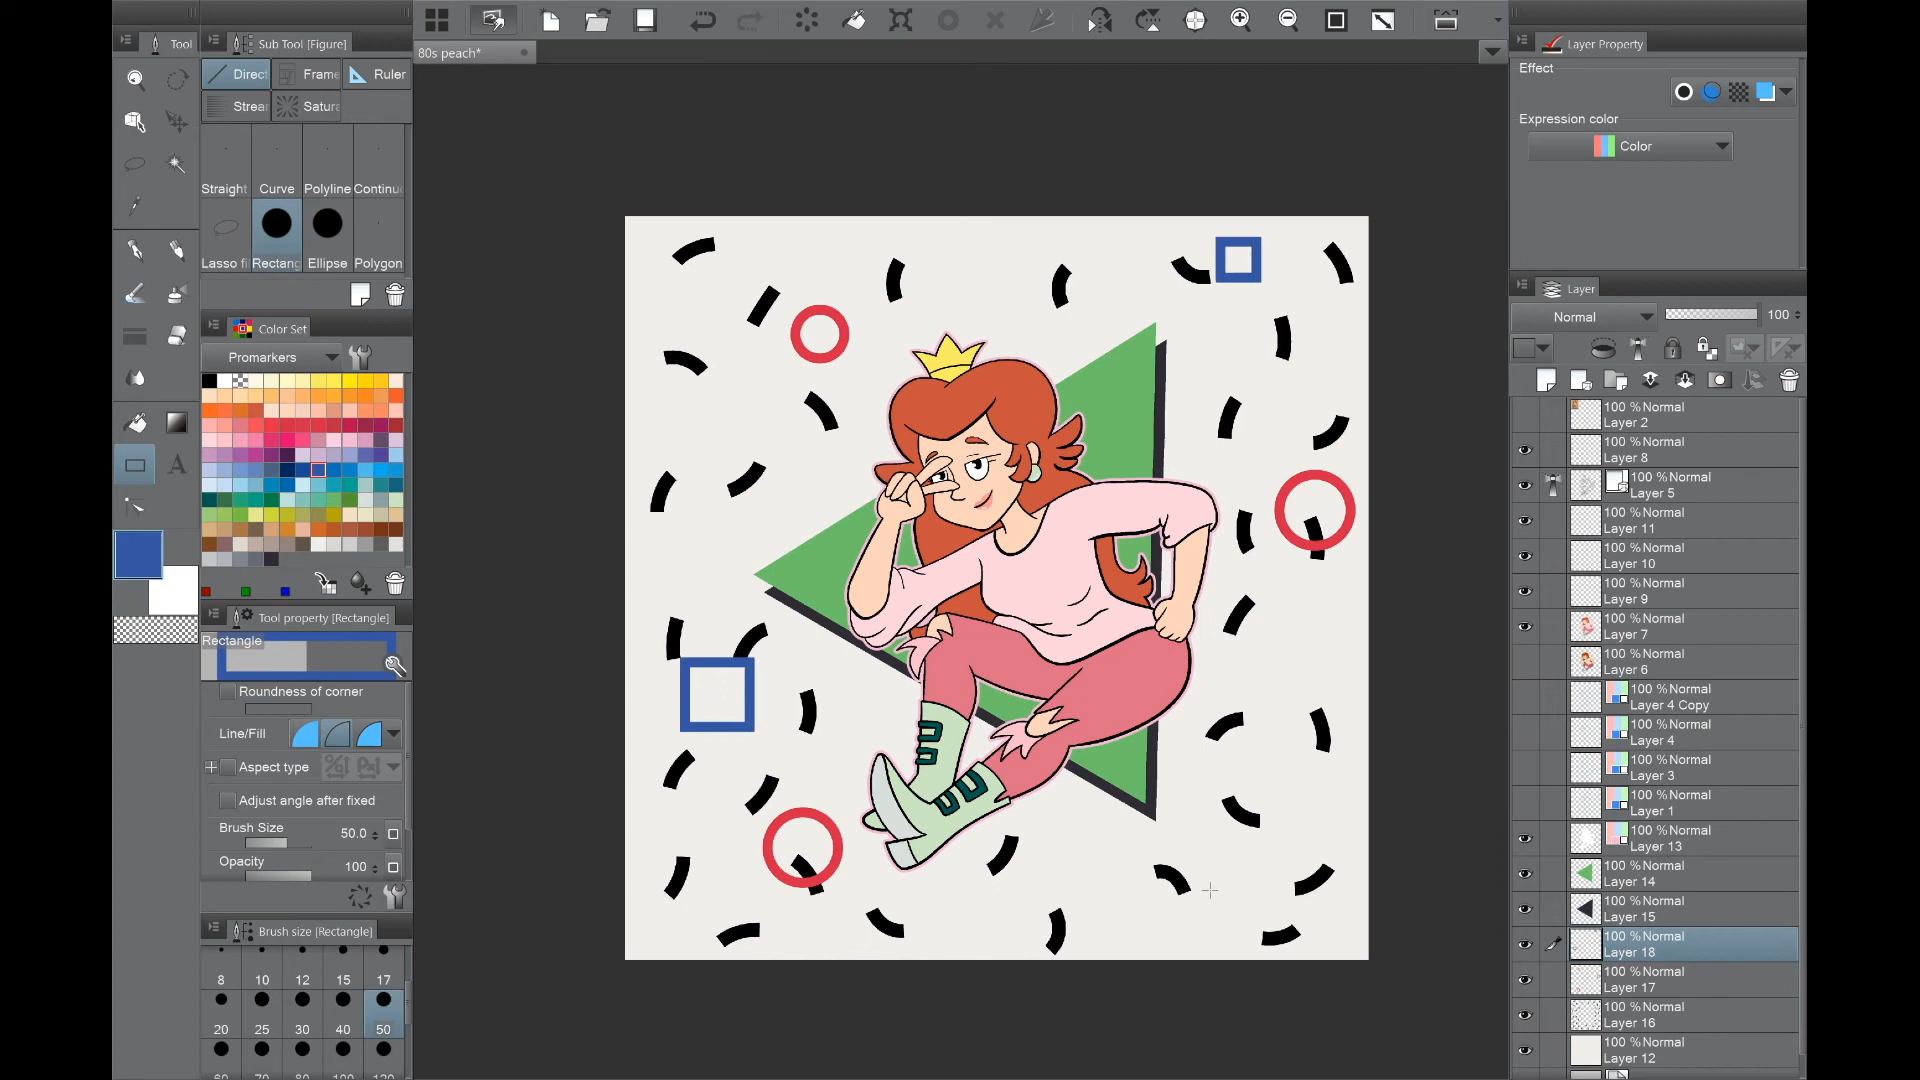 Tool
Sub Tool [Figure]
Direc
Frame
Ruler
Strear
Satura
Straight
Curve
Polyline
Continuo
Lasso fi
Rectang
Ellipse
Polygon
Color Set
Promarkers
Tool property [Rectangle]
Rectangle
Roundness of corner
Line/Fill
Aspect type
Adjust angle after fixed
Brush Size
50.0
Opacity
100
Brush size [Rectangle]
8
10
12
15
17
20
25
30
40
50
80s peach*
Layer Property
Effect
Expression color
Color
Layer
Normal
100
100 % Normal
Layer 2
100 % Normal
Layer 8
100 % Normal
Layer 5
100 % Normal
Layer 11
100 % Normal
Layer 10
100 % Normal
Layer 9
100 % Normal
Layer 7
100 % Normal
Layer 6
100 % Normal
Layer 4 Copy
100 % Normal
Layer 4
100 % Normal
Layer 3
100 % Normal
Layer 1
100 % Normal
Layer 13
100 % Normal
Layer 14
100 % Normal
Layer 15
100 % Normal
Layer 18
100 % Normal
Layer 17
100 % Normal
Layer 16
100 % Normal
Layer 12